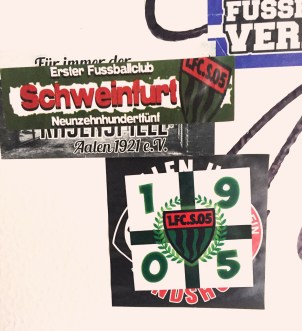 FUSSE
VER
Für immer der
Erster Fussballclub
Schweinfurt
Neunzehnhundertfünf
1.FC.S.05
Aalen 1921 e.V.
1 9
1.FC.S.05
0 5